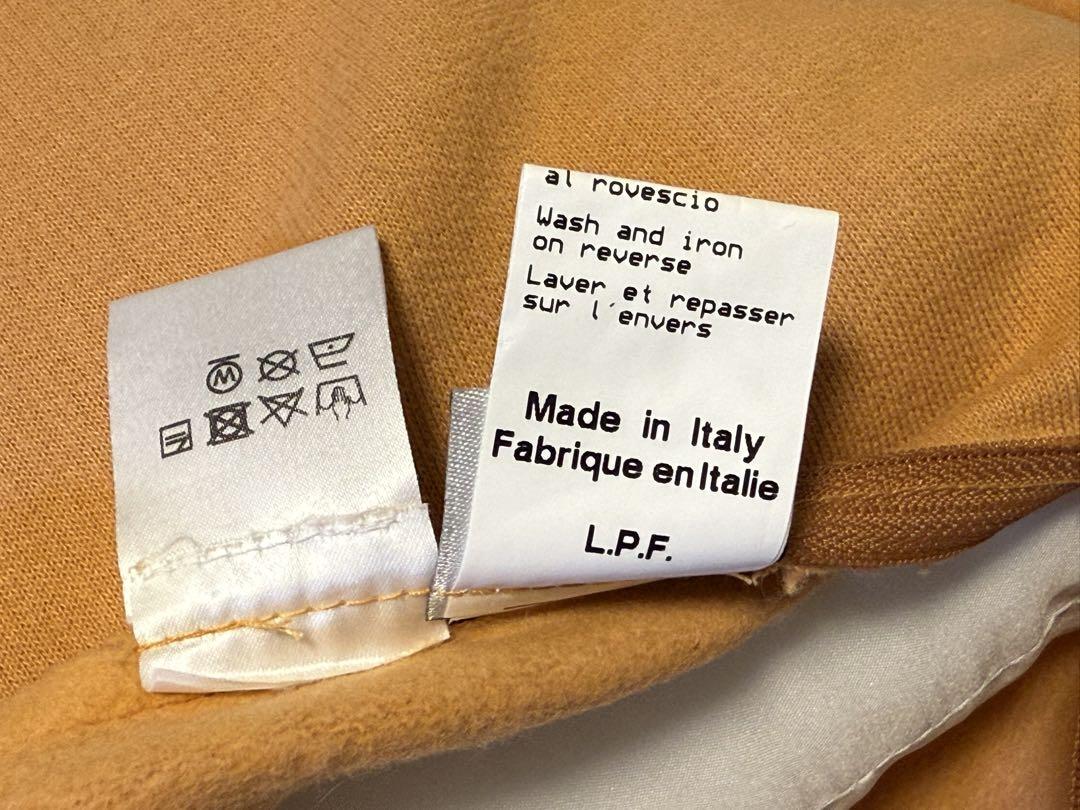 al rovescio
Wash and iron
on reverse
Laver et repasser
sur l'envers
Made in Italy
Fabrique en Italie
L.P.F.
W